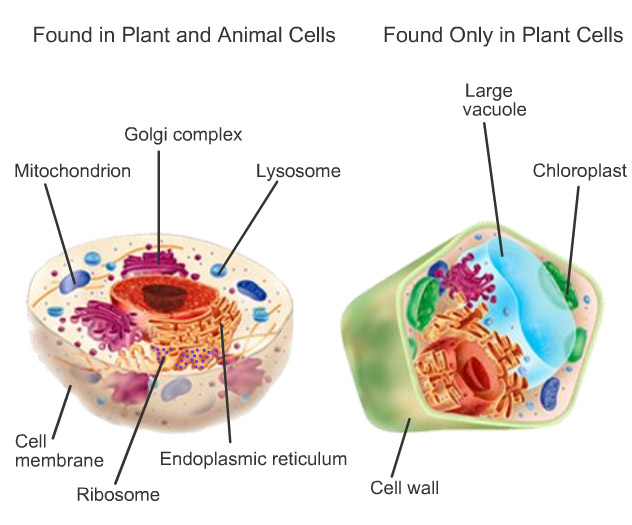 Found in Plant and Animal Cells
Found Only in Plant Cells
Large
vacuole
Golgi complex
Mitochondrion
Lysosome
Chloroplast
Cell
membrane
Endoplasmic reticulum
Ribosome
Cell wall